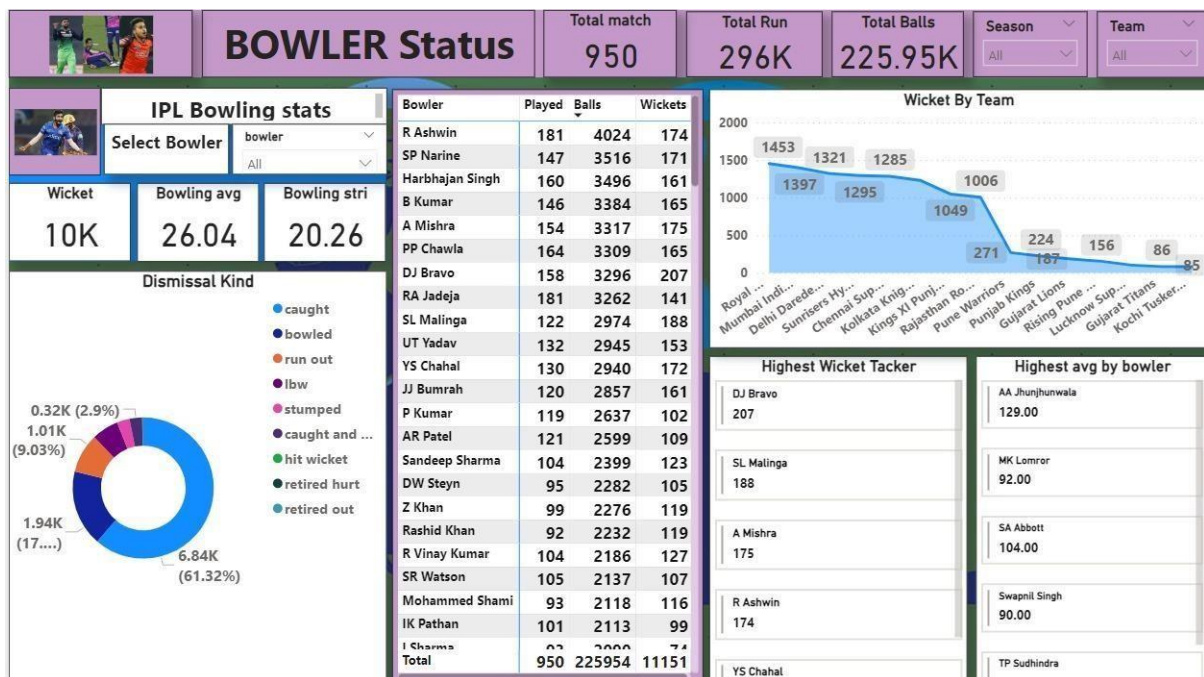 BOWLER Status
Total match
950
Total Run
296K
Total Balls
225.95K
Season
All
Team
All
IPL Bowling stats
Select Bowler
bowler
All
Wicket
10K
Bowling avg
26.04
Bowling stri
20.26
Dismissal Kind
caught
bowled
run out
lbw
stumped
caught and ...
hit wicket
retired hurt
retired out
0.32K (2.9%)
1.01K
(9.03%)
1.94K
(17....)
6.84K
(61.32%)
Bowler Played Balls Wickets
R Ashwin 181 4024 174
SP Narine 147 3516 171
Harbhajan Singh 160 3496 161
B Kumar 146 3384 165
A Mishra 154 3317 175
PP Chawla 164 3309 165
DJ Bravo 158 3296 207
RA Jadeja 181 3262 141
SL Malinga 122 2974 188
UT Yadav 132 2945 153
YS Chahal 130 2940 172
JJ Bumrah 120 2857 161
P Kumar 119 2637 102
AR Patel 121 2599 109
Sandeep Sharma 104 2399 123
DW Steyn 95 2282 105
Z Khan 99 2276 119
Rashid Khan 92 2232 119
R Vinay Kumar 104 2186 127
SR Watson 105 2137 107
Mohammed Shami 93 2118 116
IK Pathan 101 2113 99
Total 950 225954 11151
Wicket By Team
2000
1500
1000
500
0
1453
1397
1321
1295
1285
1049
1006
271
224
187
156
86
85
Royal ...
Mumbai Indi...
Delhi Darede...
Sunrisers Hy...
Chennai Sup...
Kolkata Knig...
Kings XI Punj...
Rajasthan Ro...
Pune Warriors
Punjab Kings
Gujarat Lions
Rising Pune ...
Lucknow Sup...
Gujarat Titans
Kochi Tusker...
Highest Wicket Tacker
DJ Bravo
207
SL Malinga
188
A Mishra
175
R Ashwin
174
YS Chahal
Highest avg by bowler
AA Jhunjhunwala
129.00
MK Lomror
92.00
SA Abbott
104.00
Swapnil Singh
90.00
TP Sudhindra